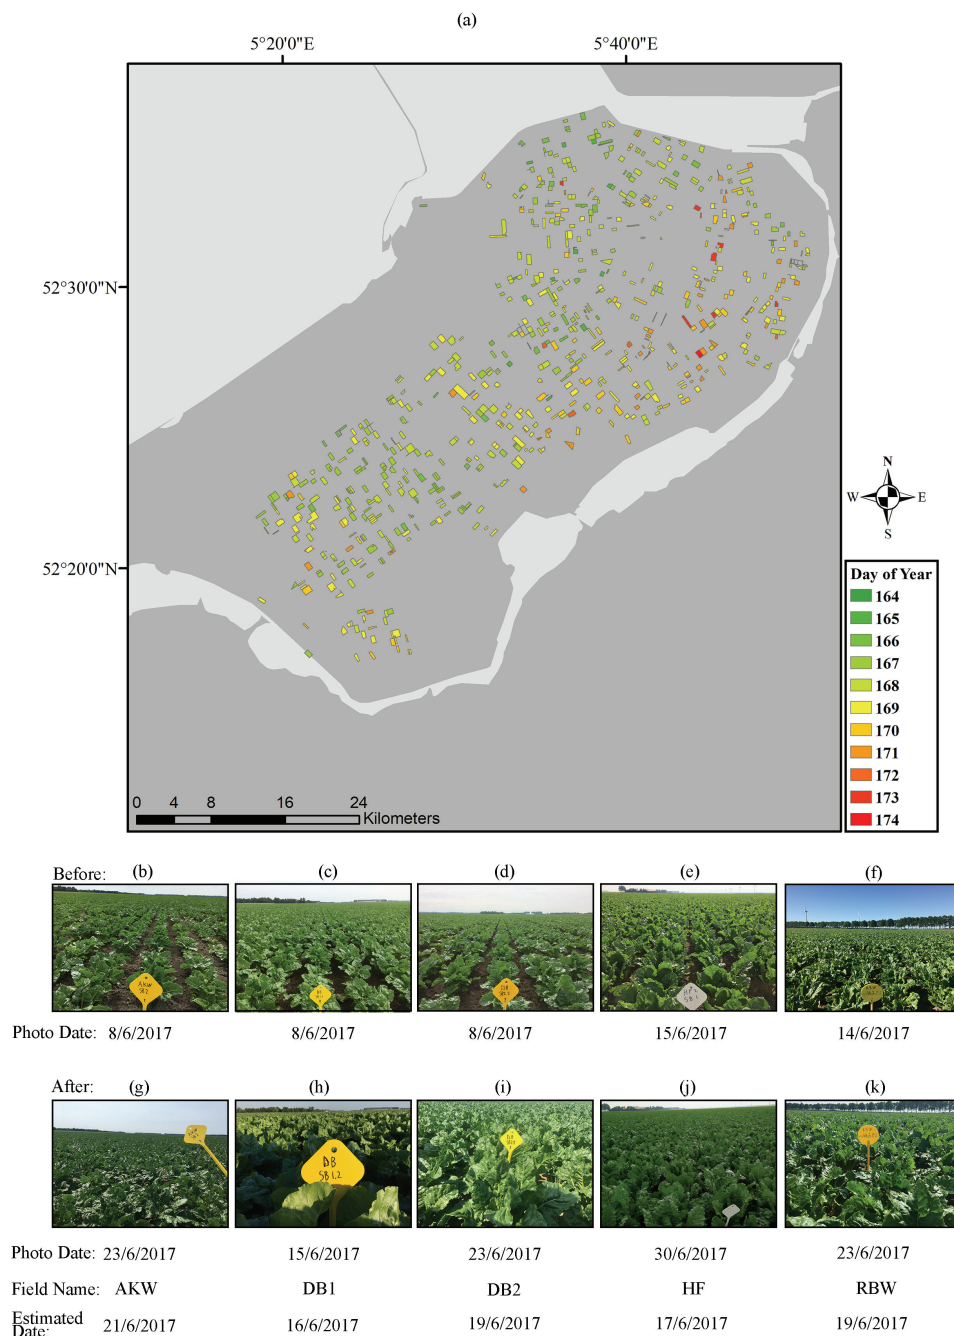 (a)
5°20'0"E 5°40'0"E
52°30'0"N
52°20'0"N
N
W E
S
Day of Year
164
165
166
167
168
169
170
171
172
173
174
0 4 8 16 24
Kilometers
Before: (b) (c) (d) (e) (f)
AKW
SB2
Photo Date: 8/6/2017 8/6/2017 8/6/2017 15/6/2017 14/6/2017
After: (g) (h) (i) (j) (k)
DB
SB1.2
Photo Date: 23/6/2017 15/6/2017 23/6/2017 30/6/2017 23/6/2017
Field Name: AKW DB1 DB2 HF RBW
Estimated
Date: 21/6/2017 16/6/2017 19/6/2017 17/6/2017 19/6/2017